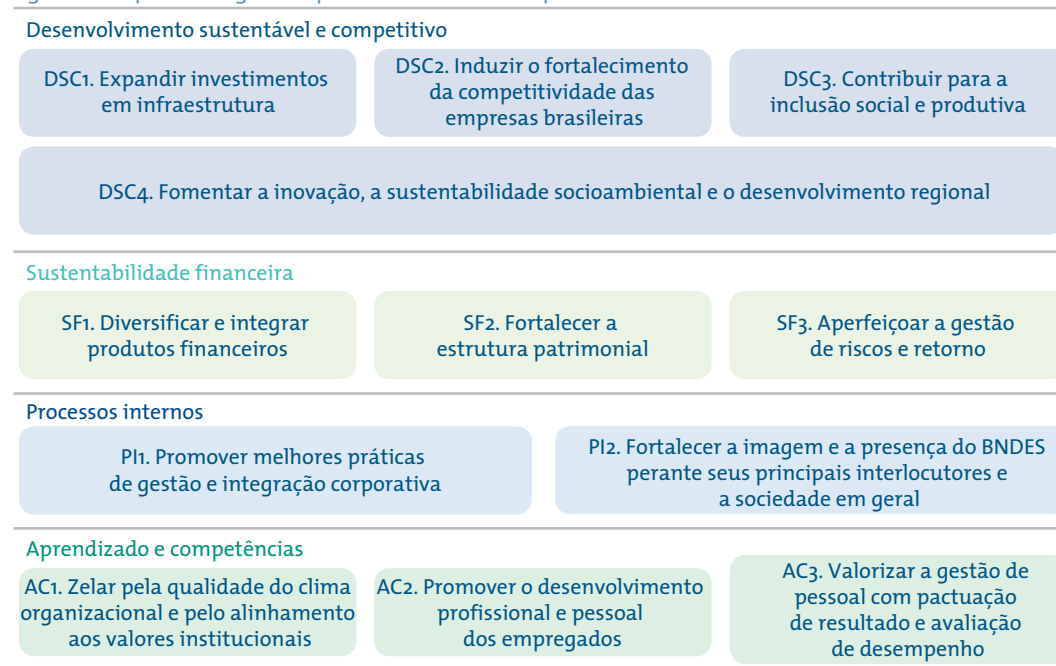 Desenvolvimento sustentável e competitivo
DSC1. Expandir investimentos
em infraestrutura
DSC2. Induzir o fortalecimento
da competitividade das
empresas brasileiras
DSC3. Contribuir para a
inclusão social e produtiva
DSC4. Fomentar a inovação, a sustentabilidade socioambiental e o desenvolvimento regional
Sustentabilidade financeira
SF1. Diversificar e integrar
produtos financeiros
SF2. Fortalecer a
estrutura patrimonial
SF3. Aperfeiçoar a gestão
de riscos e retorno
Processos internos
PI1. Promover melhores práticas
de gestão e integração corporativa
PI2. Fortalecer a imagem e a presença do BNDES
perante seus principais interlocutores e
a sociedade em geral
Aprendizado e competências
AC1. Zelar pela qualidade do clima
organizacional e pelo alinhamento
aos valores institucionais
AC2. Promover o desenvolvimento
profissional e pessoal
dos empregados
AC3. Valorizar a gestão de
pessoal com pactuação
de resultado e avaliação
de desempenho